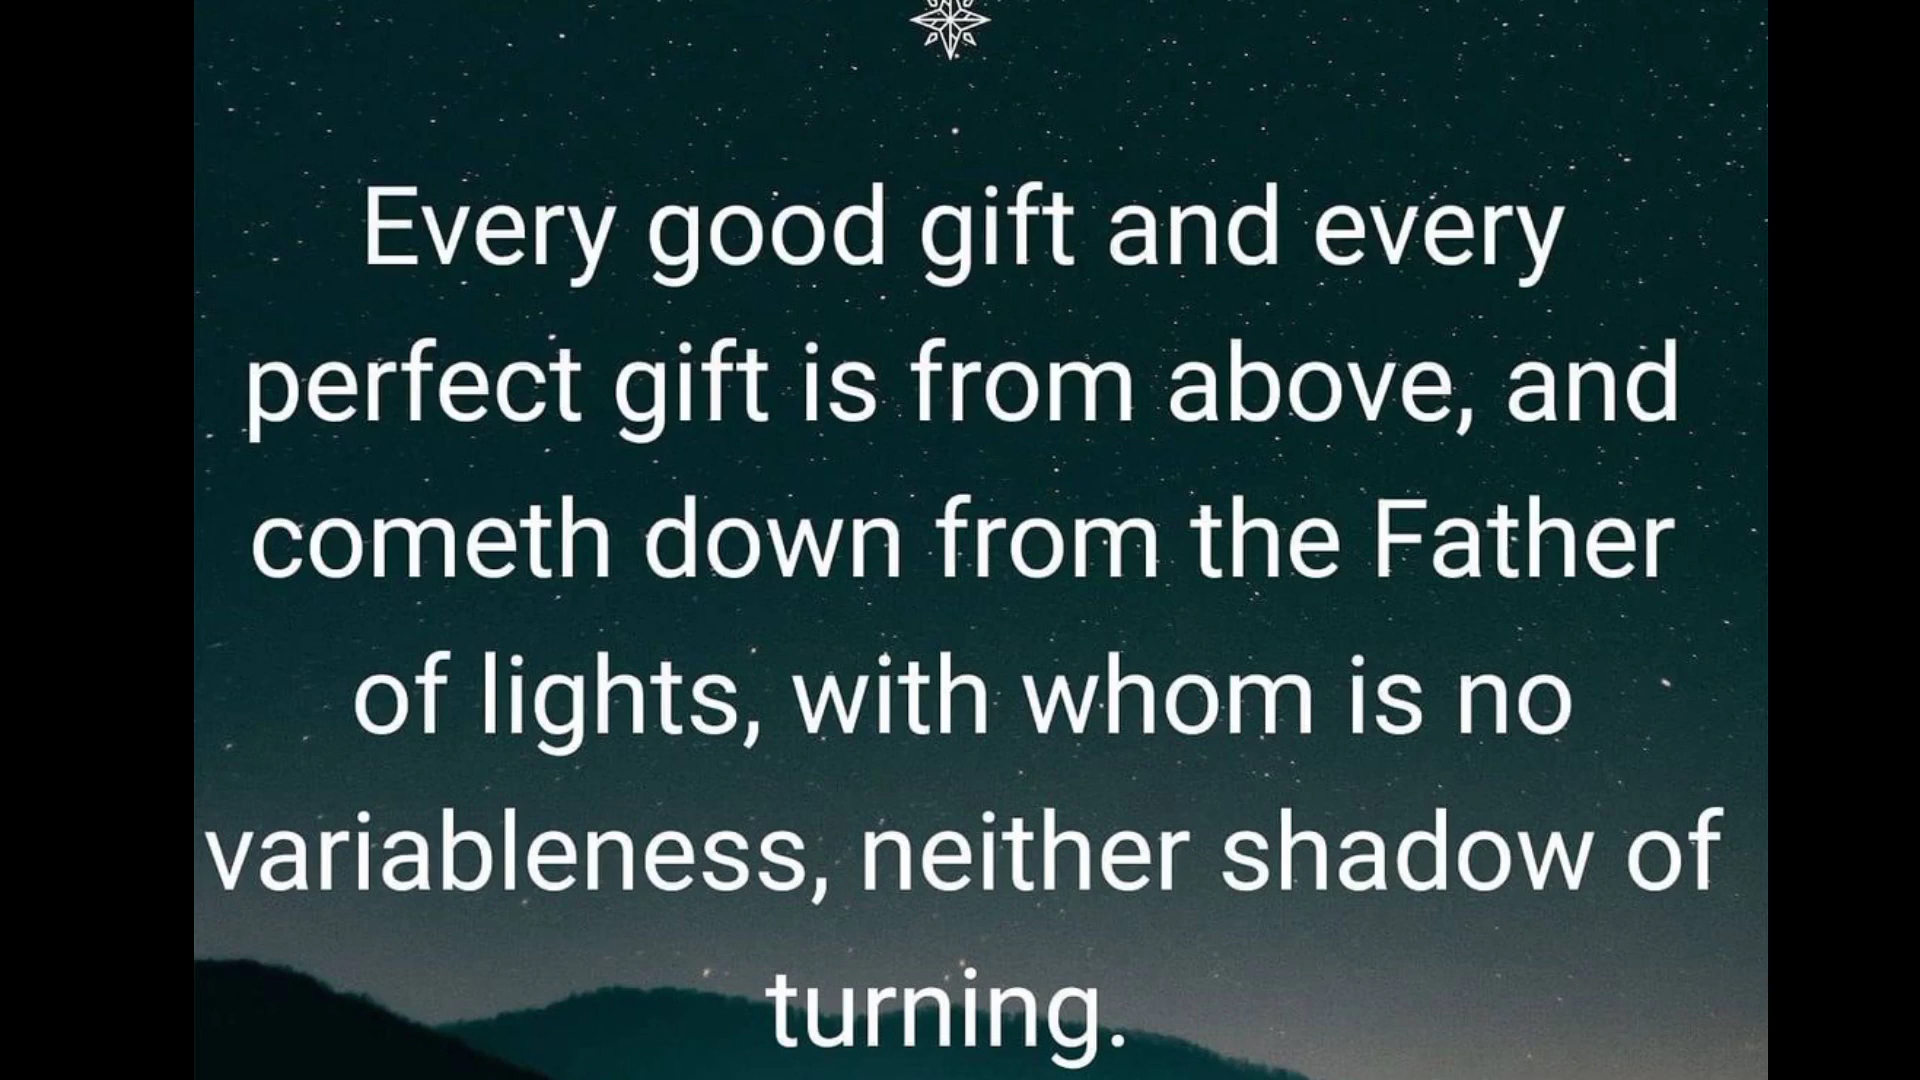 Every good gift and every
perfect gift is from above, and
cometh down from the Father
of lights, with whom is no
variableness, neither shadow of
turning.